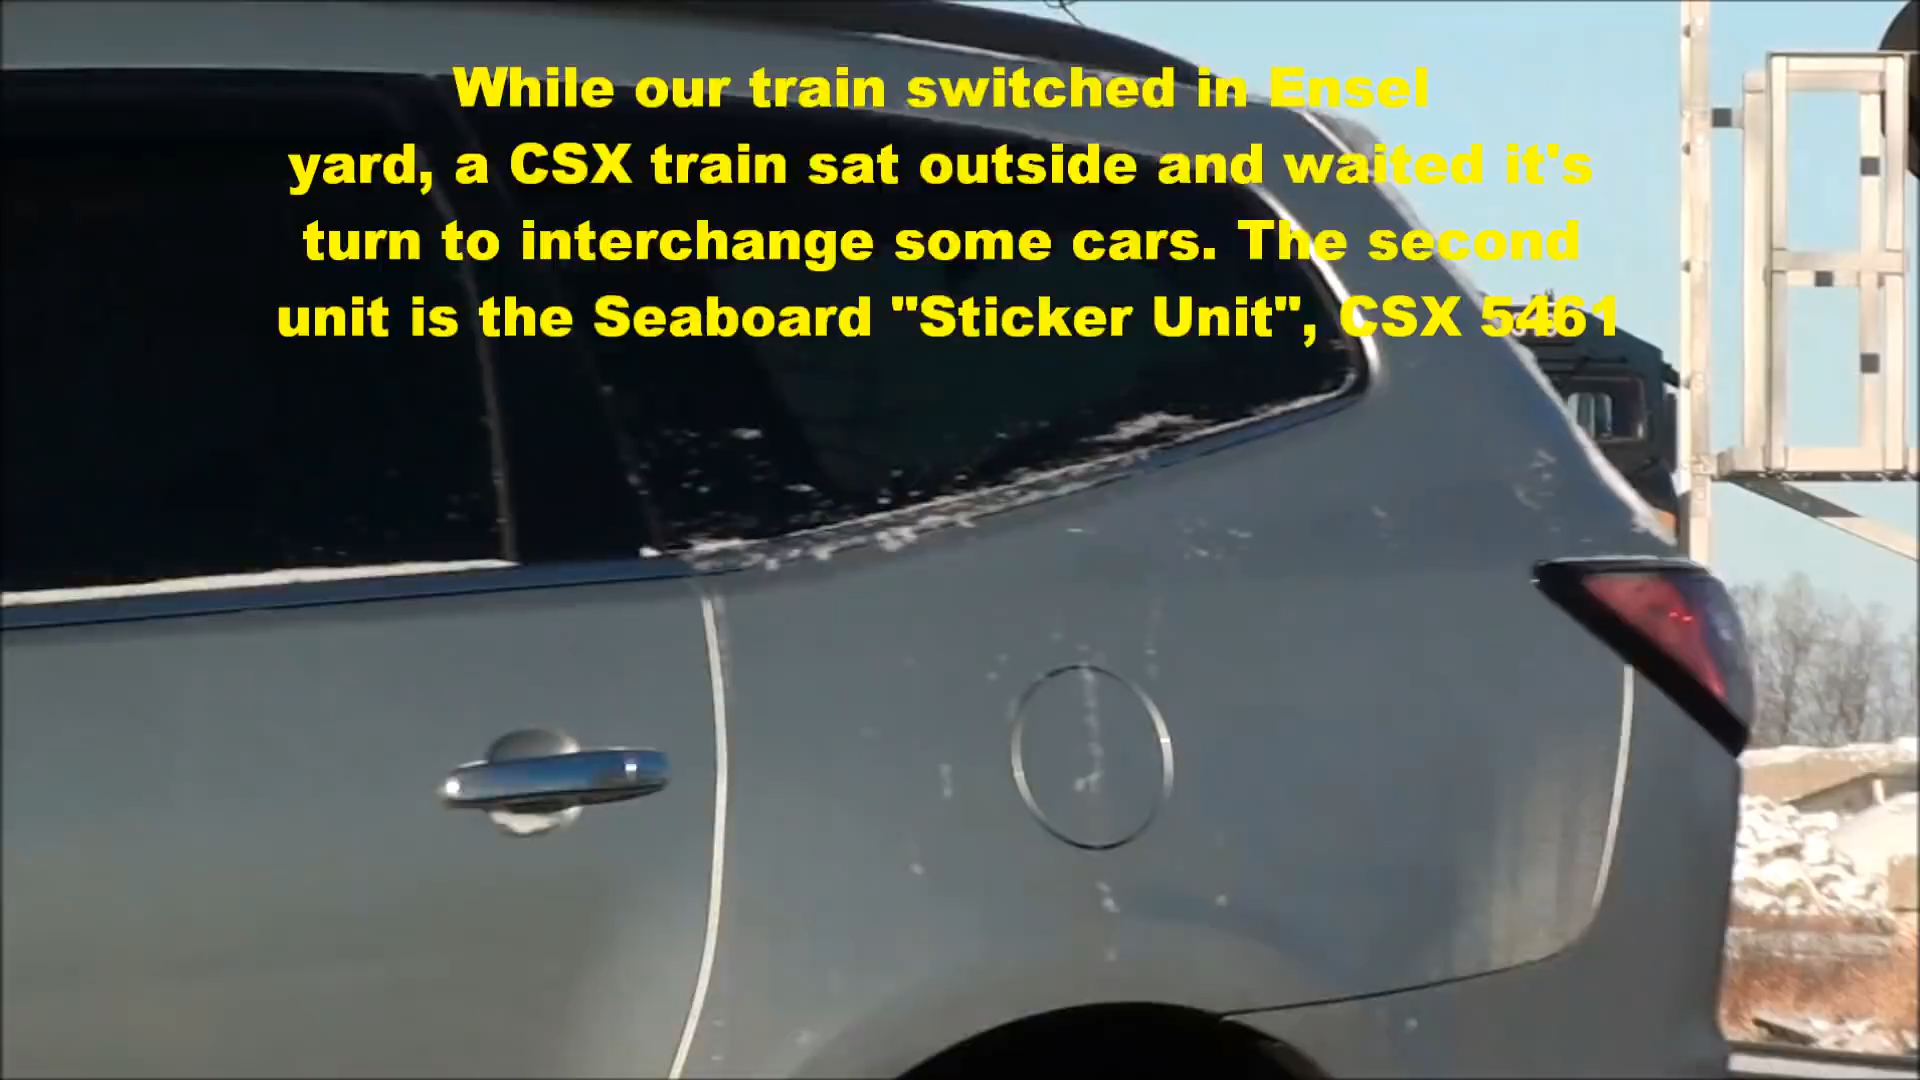 While our train switched in Ensel
yard, a CSX train sat outside and waited it's
turn to interchange some cars. The second
unit is the Seaboard "Sticker Unit", CSX 5461